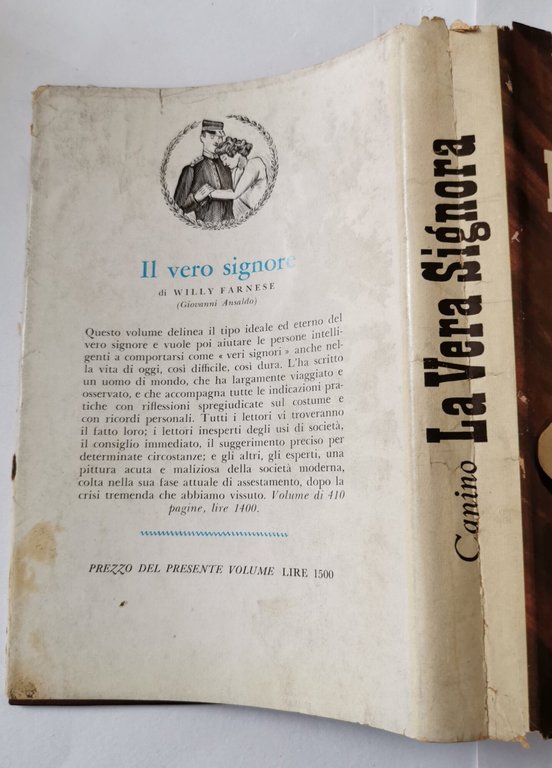 Il vero signore
di WILLY FARNESE
(Giovanni Ansaldo)
Questo volume delinea il tipo ideale ed eterno del
vero signore e vuole poi aiutare le persone intelli-
genti a comportarsi come « veri signori » anche nel-
la vita di oggi, così difficile, così dura. L'ha scritto
un uomo di mondo, che ha largamente viaggiato e
osservato, e che accompagna tutte le indicazioni pra-
tiche con riflessioni spregiudicate sul costume e
con ricordi personali. Tutti i lettori vi troveranno
il fatto loro; i lettori inesperti degli usi di società,
il consiglio immediato, il suggerimento preciso per
determinate circostanze; e gli altri, gli esperti, una
pittura acuta e maliziosa della società moderna,
colta nella sua fase attuale di assestamento, dopo la
crisi tremenda che abbiamo vissuto. Volume di 410
pagine, lire 1400.
PREZZO DEL PRESENTE VOLUME LIRE 1500
Canino La Vera Signora